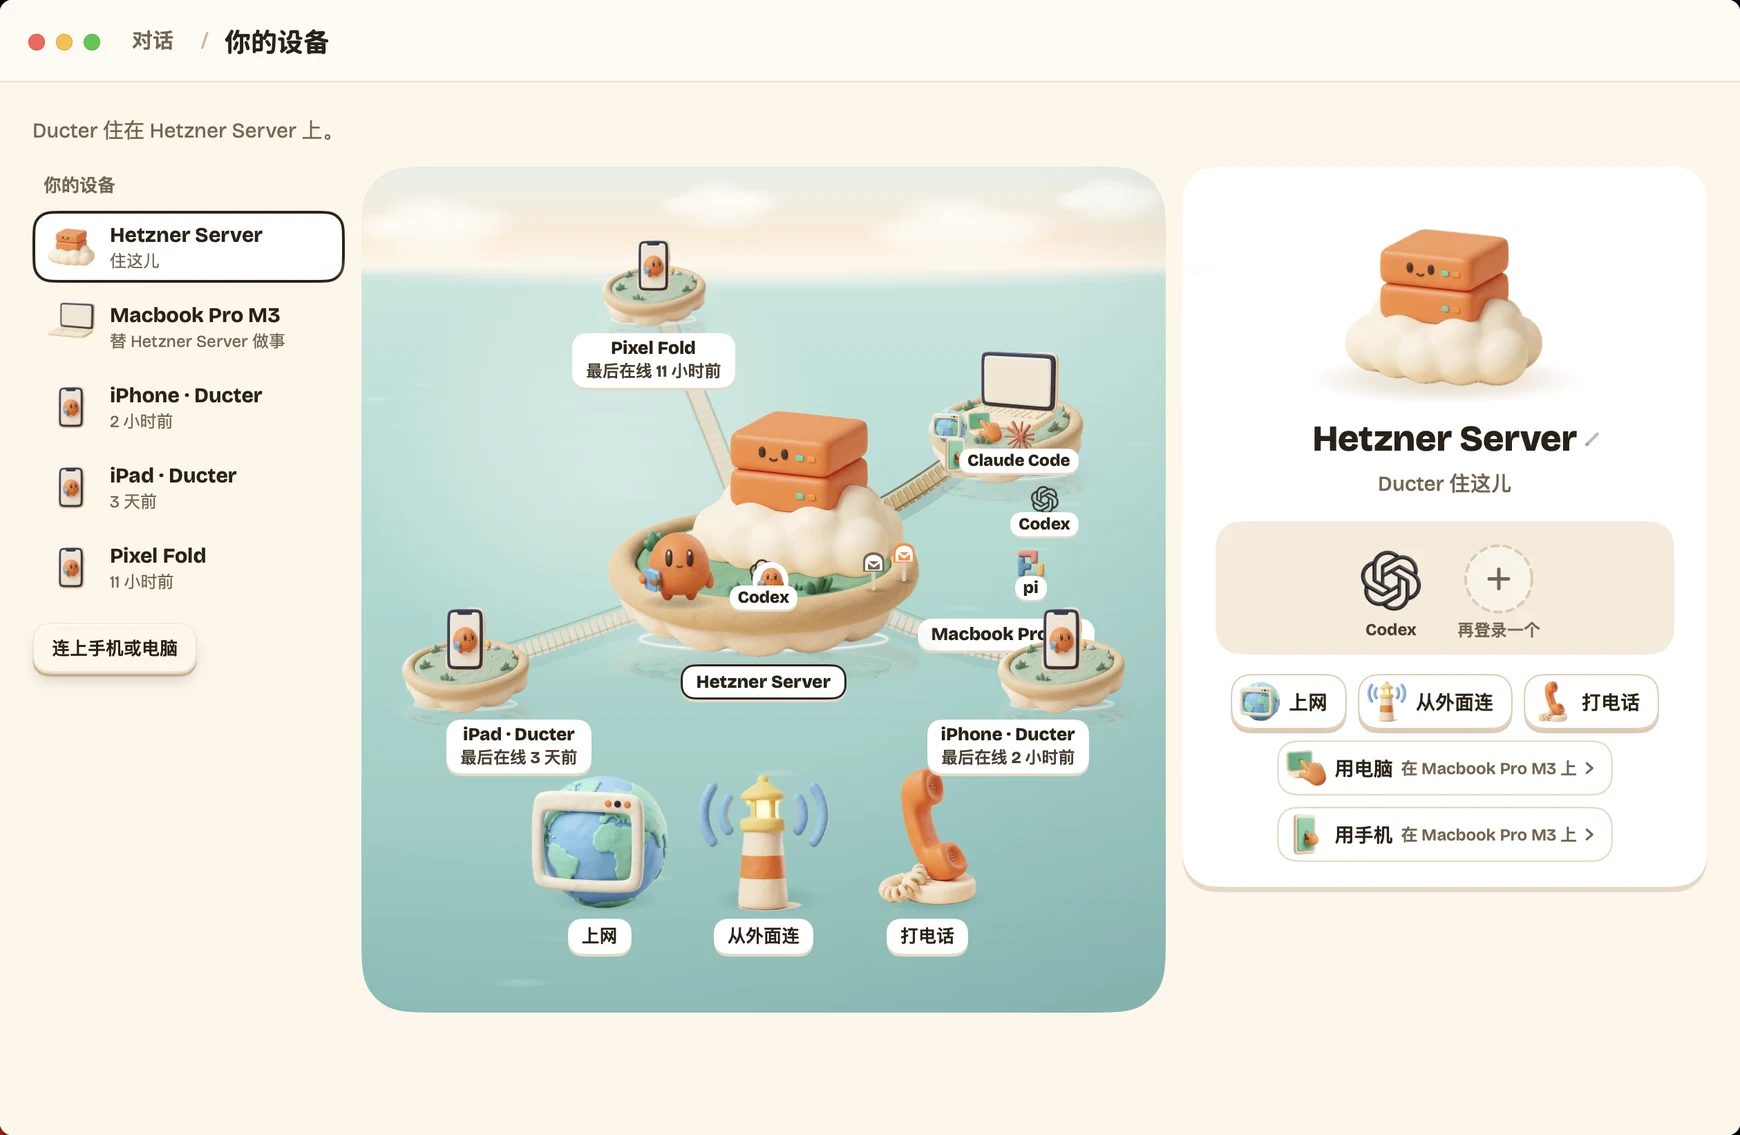 对话 / 你的设备
Ducter 住在 Hetzner Server 上。
你的设备
Hetzner Server
住这儿
Macbook Pro M3
替 Hetzner Server 做事
iPhone · Ducter
2 小时前
iPad · Ducter
3 天前
Pixel Fold
11 小时前
连上手机或电脑
Pixel Fold
最后在线 11 小时前
Claude Code
Codex
pi
Codex
Macbook Pro
Hetzner Server
iPad · Ducter
最后在线 3 天前
iPhone · Ducter
最后在线 2 小时前
上网
从外面连
打电话
Hetzner Server
Ducter 住这儿
Codex
再登录一个
上网
从外面连
打电话
用电脑 在 Macbook Pro M3 上 >
用手机 在 Macbook Pro M3 上 >